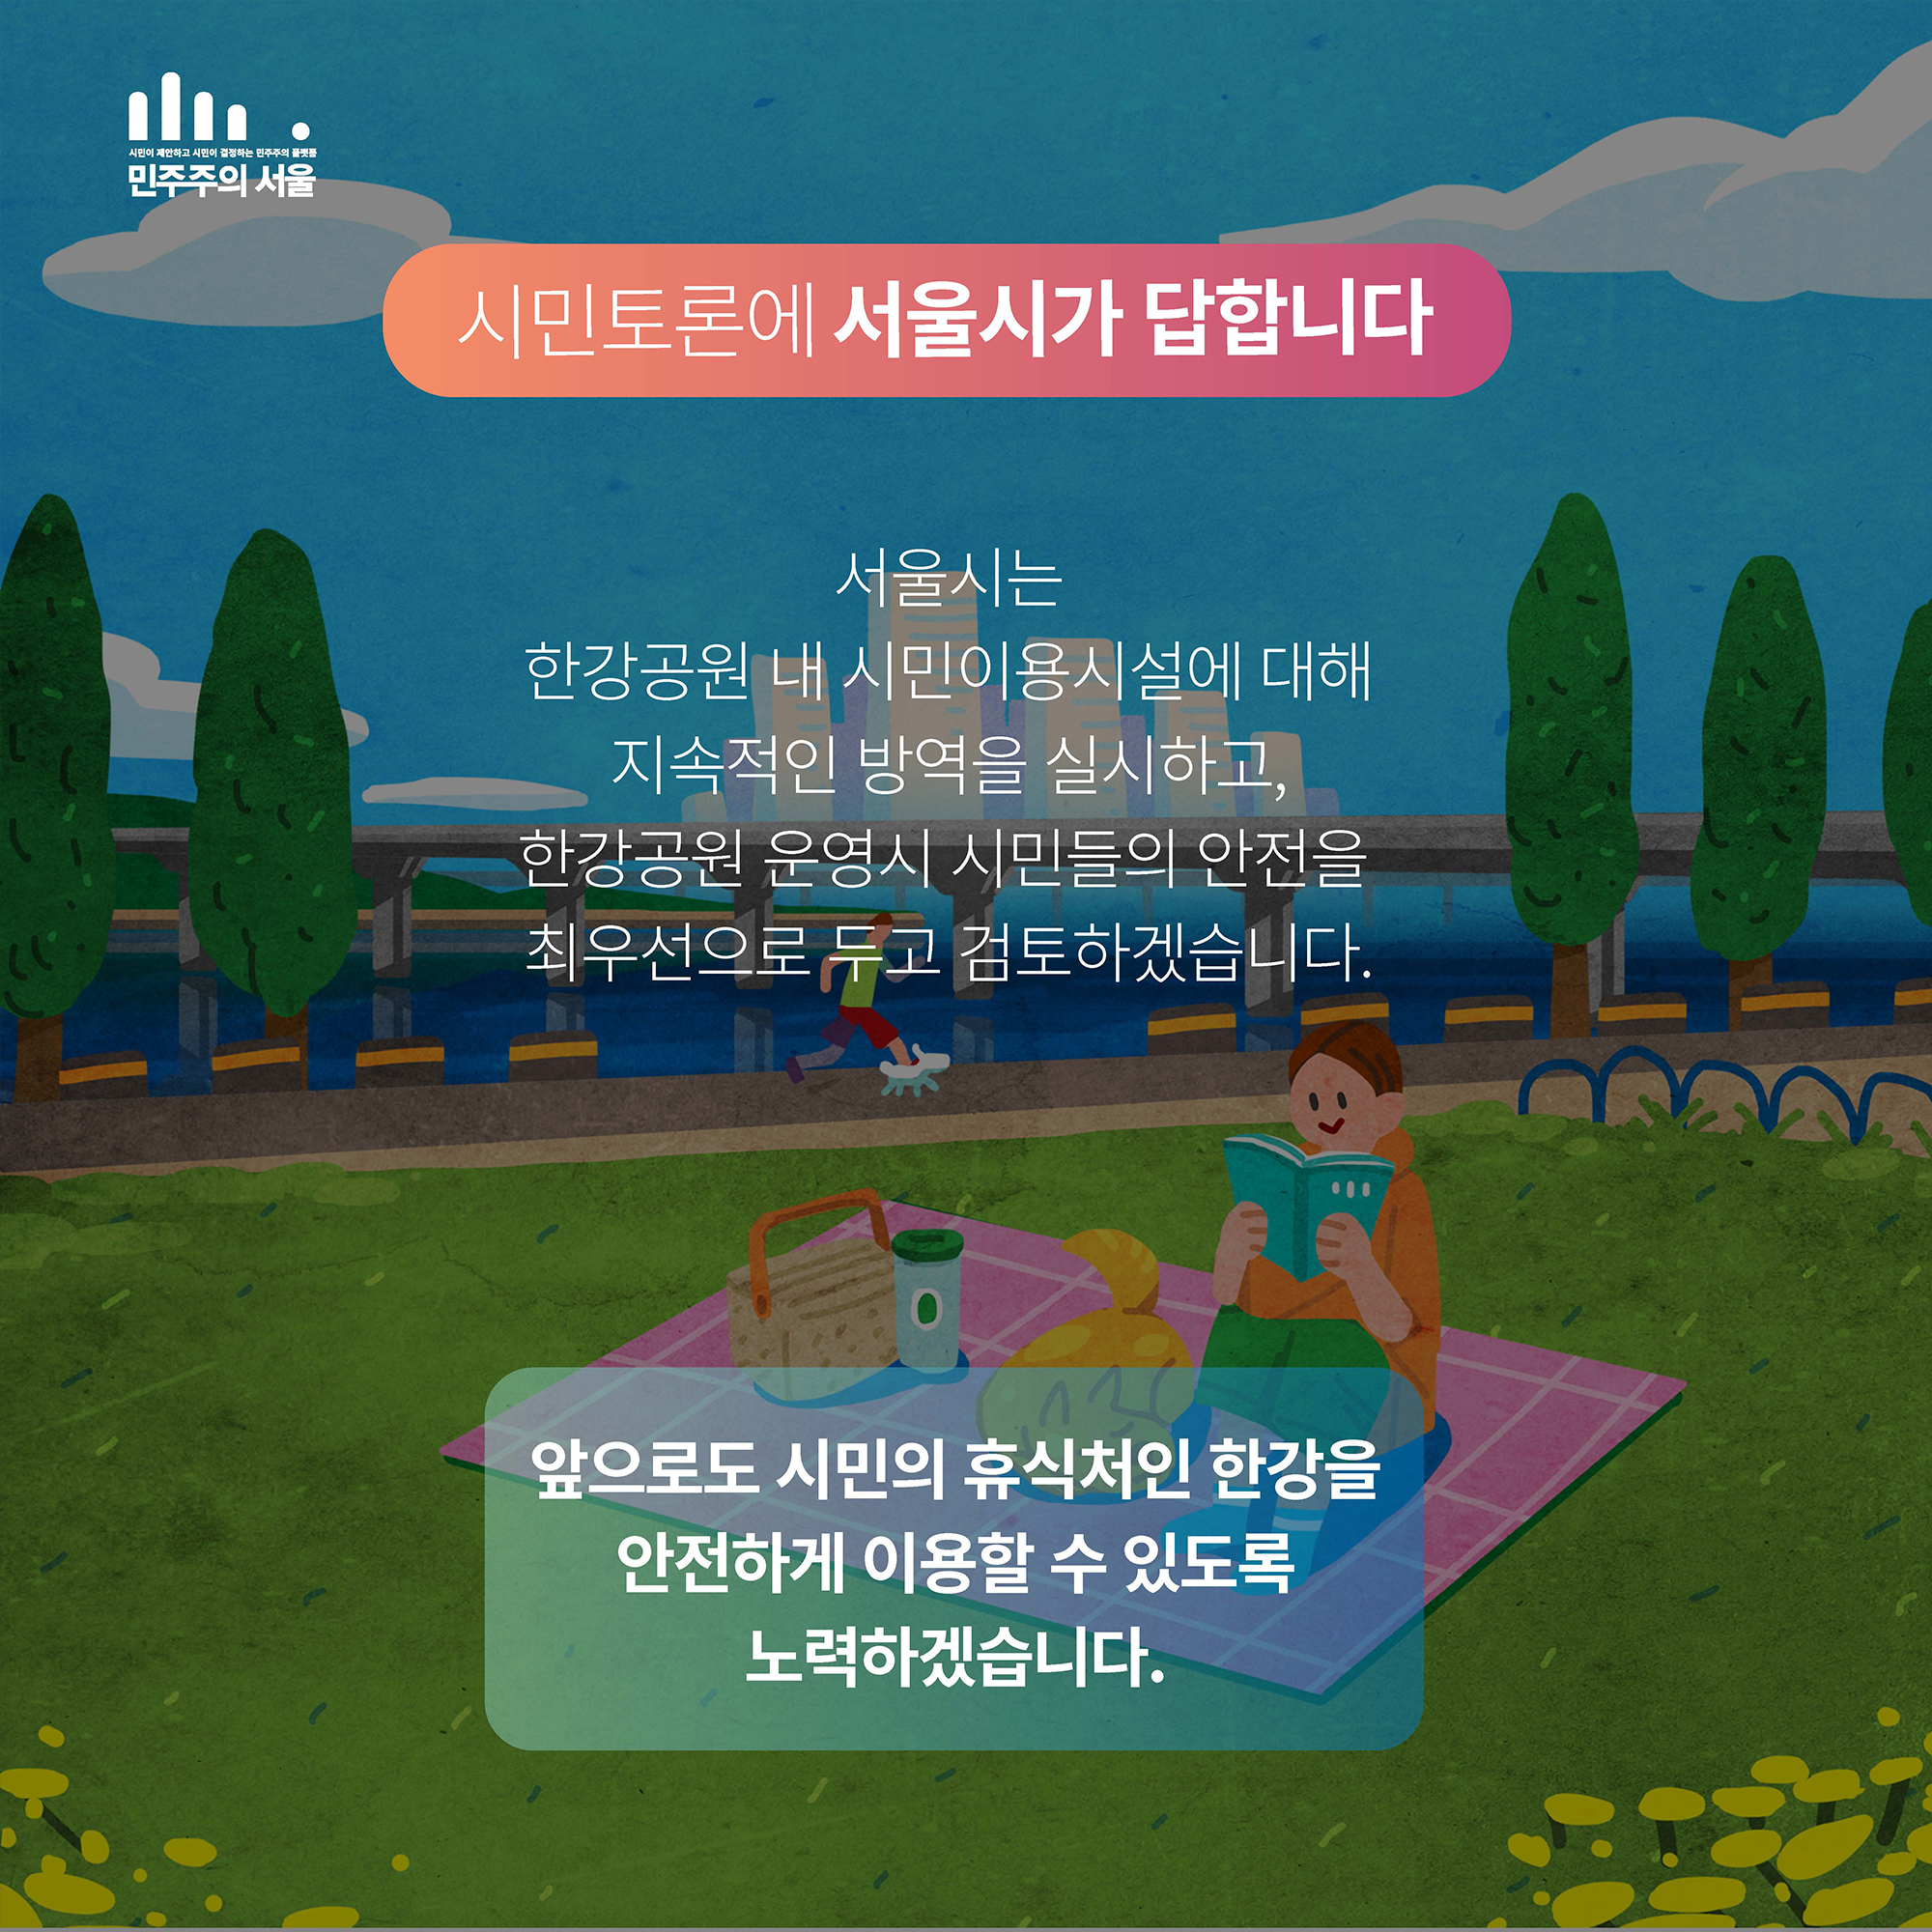 시민이 제안하고 시민이 결정하는 민주주의 플랫폼
민주주의 서울
시민토론에 서울시가 답합니다
서울시는
한강공원 내 시민이용시설에 대해
지속적인 방역을 실시하고,
한강공원 운영시 시민들의 안전을
최우선으로 두고 검토하겠습니다.
앞으로도 시민의 휴식처인 한강을
안전하게 이용할 수 있도록
노력하겠습니다.